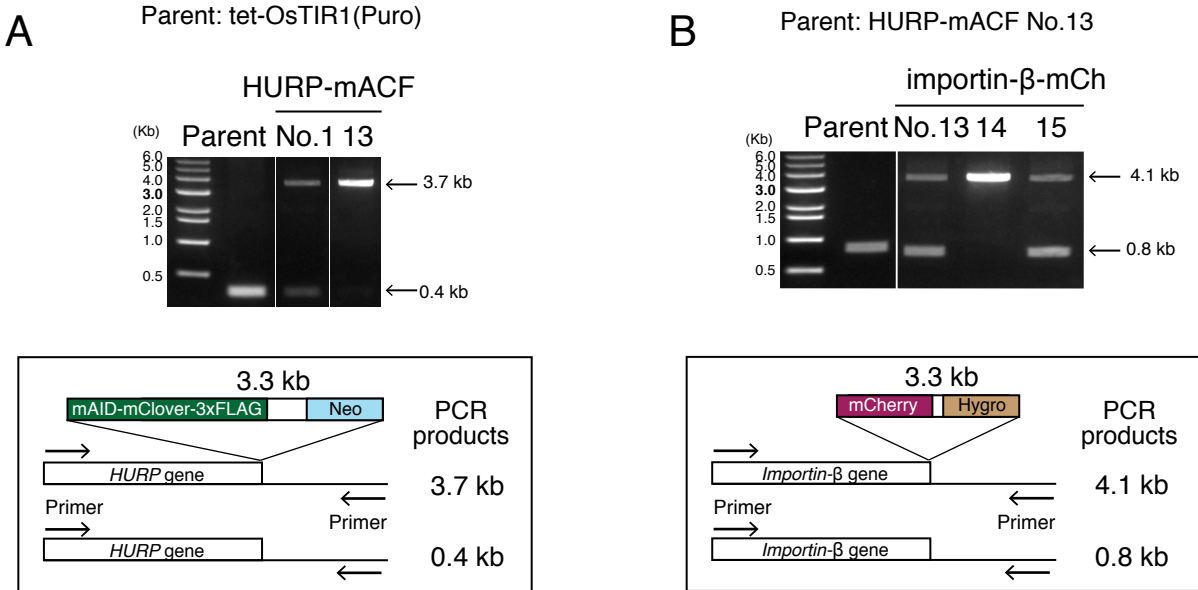 A
Parent: tet-OsTIR1(Puro)
HURP-mACF
(Kb) Parent No.1 13
6.0
5.0
4.0
3.0
2.0
1.5
1.0
0.5
3.7 kb
0.4 kb
3.3 kb
mAID-mClover-3xFLAG Neo
PCR
products
HURP gene
3.7 kb
Primer Primer
HURP gene
0.4 kb
B
Parent: HURP-mACF No.13
importin-β-mCh
(Kb) Parent No.13 14 15
6.0
5.0
4.0
3.0
2.0
1.5
1.0
0.5
4.1 kb
0.8 kb
3.3 kb
mCherry Hygro
PCR
products
Importin-β gene
4.1 kb
Primer Primer
Importin-β gene
0.8 kb